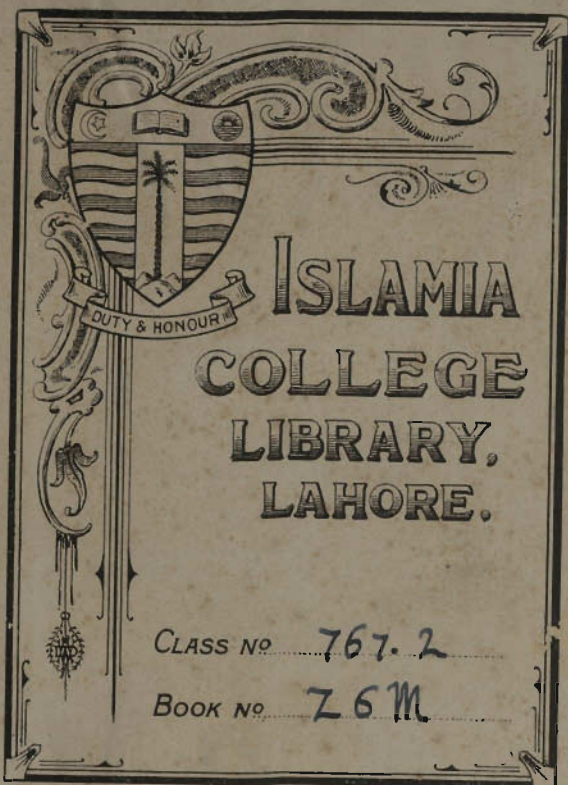 DUTY & HONOUR
ISLAMIA
COLLEGE
LIBRARY,
LAHORE.
CLASS Nº 767.2
BOOK Nº Z6M